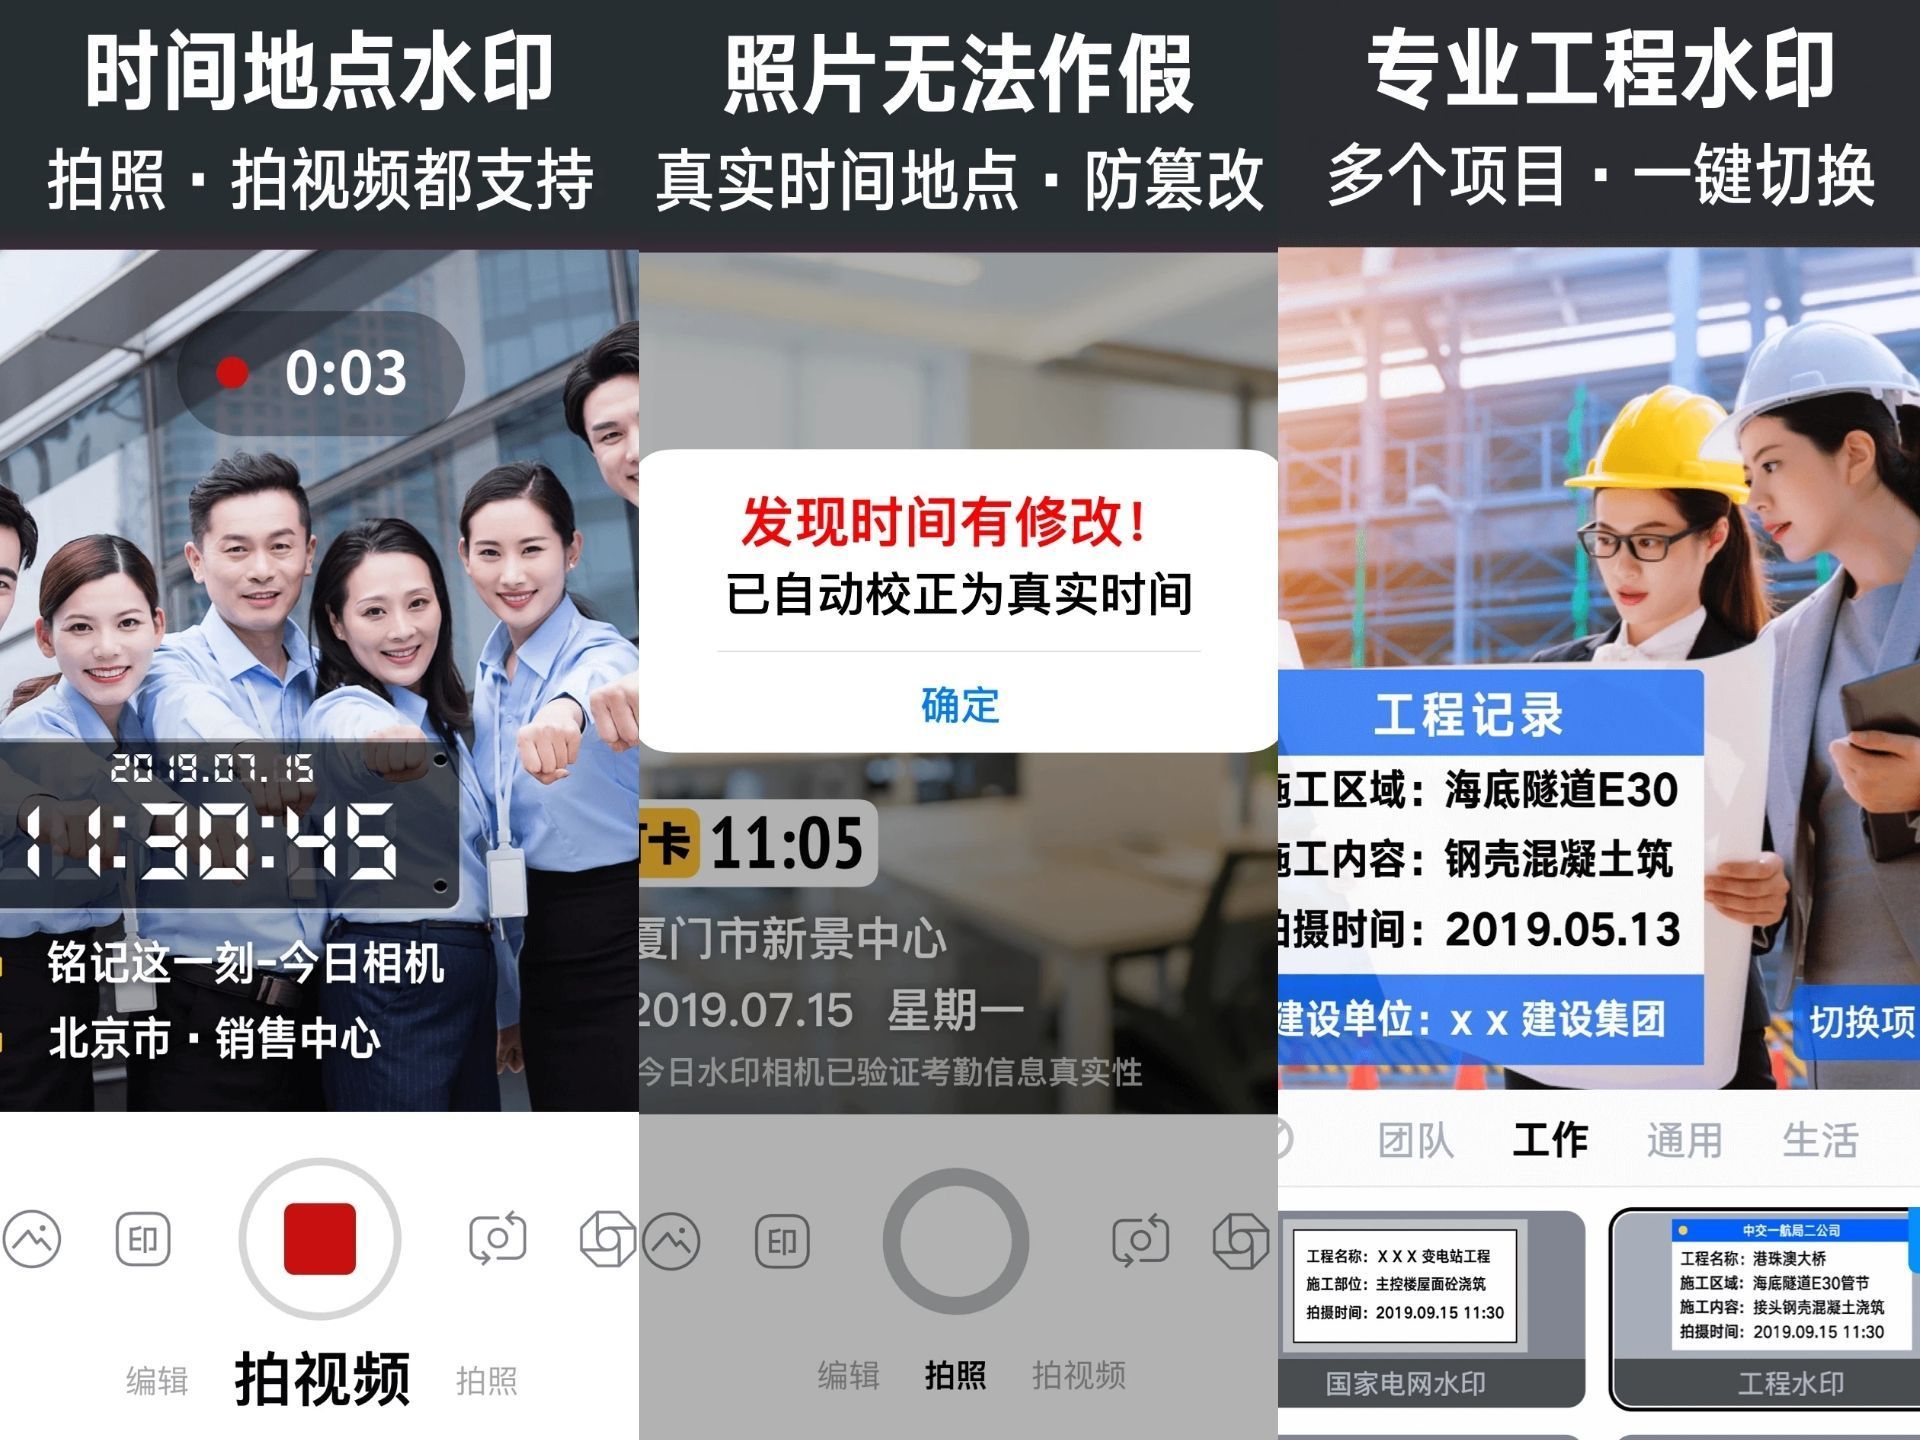 时间地点水印
拍照·拍视频都支持
0:03
2019.07.15
11:30:45
铭记这一刻-今日相机
北京市·销售中心
印
编辑 拍视频 拍照
照片无法作假
真实时间地点·防篡改
发现时间有修改!
已自动校正为真实时间
确定
卡 11:05
厦门市新景中心
2019.07.15 星期一
今日水印相机已验证考勤信息真实性
印
编辑 拍照 拍视频
专业工程水印
多个项目·一键切换
工程记录
施工区域：海底隧道E30
施工内容：钢壳混凝土筑
拍摄时间：2019.05.13
建设单位：x x 建设集团
切换项
团队 工作 通用 生活
工程名称：X X X 变电站工程
施工部位：主控楼屋面砼浇筑
拍摄时间：2019.09.15 11:30
国家电网水印
中交一航局二公司
工程名称：港珠澳大桥
施工区域：海底隧道E30管节
施工内容：接头钢壳混凝土浇筑
拍摄时间：2019.09.15 11:30
工程水印